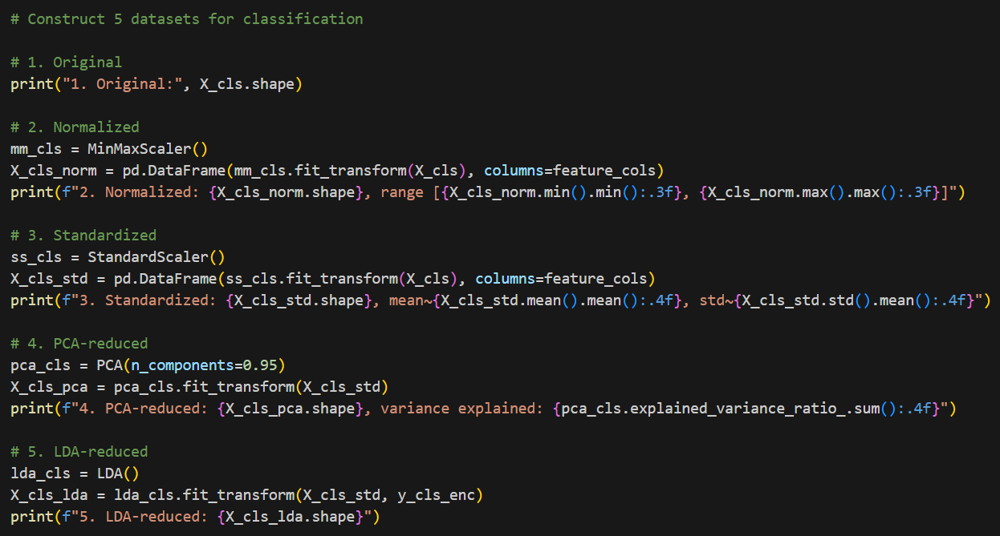 # Construct 5 datasets for classification
# 1. Original
print("1. Original:", X_cls.shape)
# 2. Normalized
mm_cls = MinMaxScaler()
X_cls_norm = pd.DataFrame(mm_cls.fit_transform(X_cls), columns=feature_cols)
print(f"2. Normalized: {X_cls_norm.shape}, range [{X_cls_norm.min().min():.3f}, {X_cls_norm.max().max():.3f}]")
# 3. Standardized
ss_cls = StandardScaler()
X_cls_std = pd.DataFrame(ss_cls.fit_transform(X_cls), columns=feature_cols)
print(f"3. Standardized: {X_cls_std.shape}, mean~{X_cls_std.mean().mean():.4f}, std~{X_cls_std.std().mean():.4f}")
# 4. PCA-reduced
pca_cls = PCA(n_components=0.95)
X_cls_pca = pca_cls.fit_transform(X_cls_std)
print(f"4. PCA-reduced: {X_cls_pca.shape}, variance explained: {pca_cls.explained_variance_ratio_.sum():.4f}")
# 5. LDA-reduced
lda_cls = LDA()
X_cls_lda = lda_cls.fit_transform(X_cls_std, y_cls_enc)
print(f"5. LDA-reduced: {X_cls_lda.shape}")